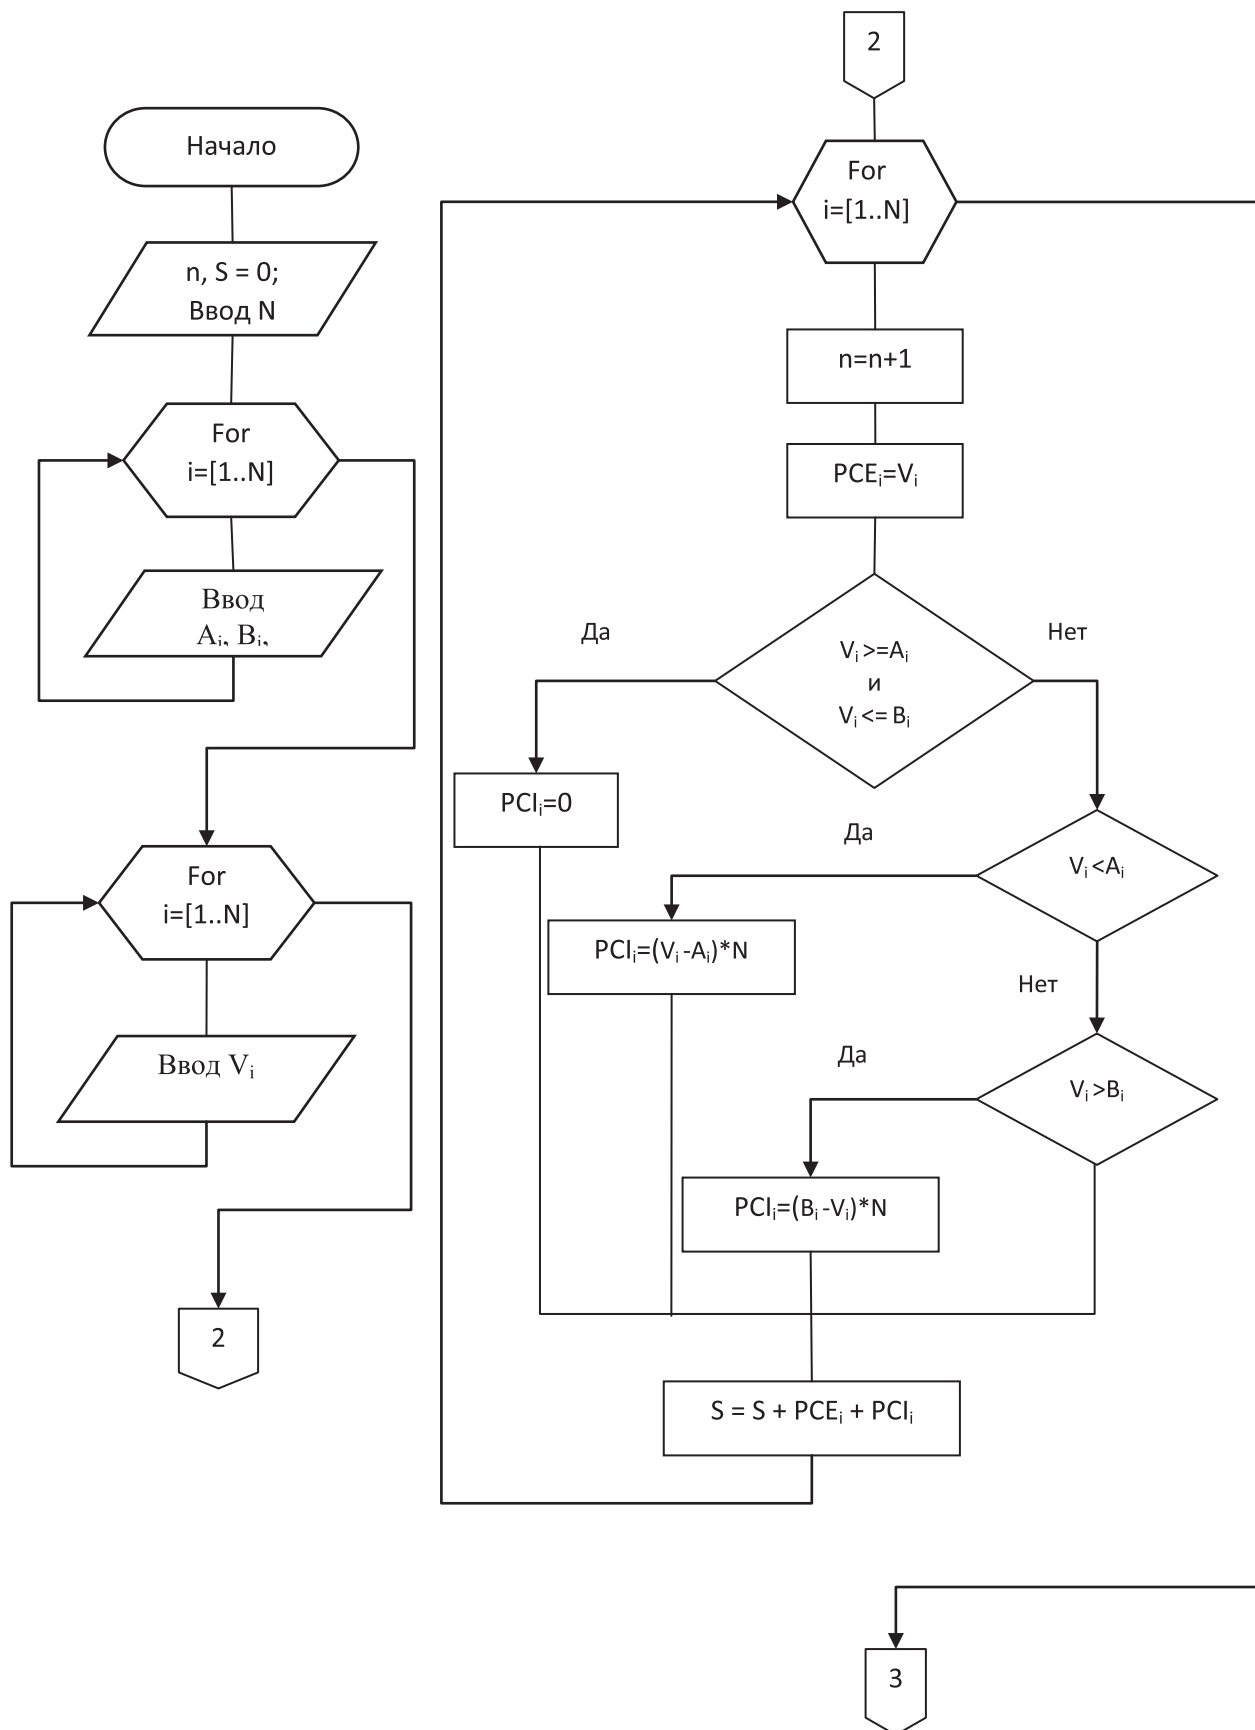 Начало
n, S = 0;
Ввод N
For
i=[1..N]
Ввод
Aᵢ, Bᵢ,
For
i=[1..N]
Ввод Vᵢ
2
2
For
i=[1..N]
n=n+1
PCEᵢ=Vᵢ
Да
Нет
Vᵢ >=Aᵢ
и
Vᵢ <= Bᵢ
PCIᵢ=0
Да
Vᵢ <Aᵢ
PCIᵢ=(Vᵢ -Aᵢ)*N
Нет
Да
Vᵢ >Bᵢ
PCIᵢ=(Bᵢ -Vᵢ)*N
S = S + PCEᵢ + PCIᵢ
3